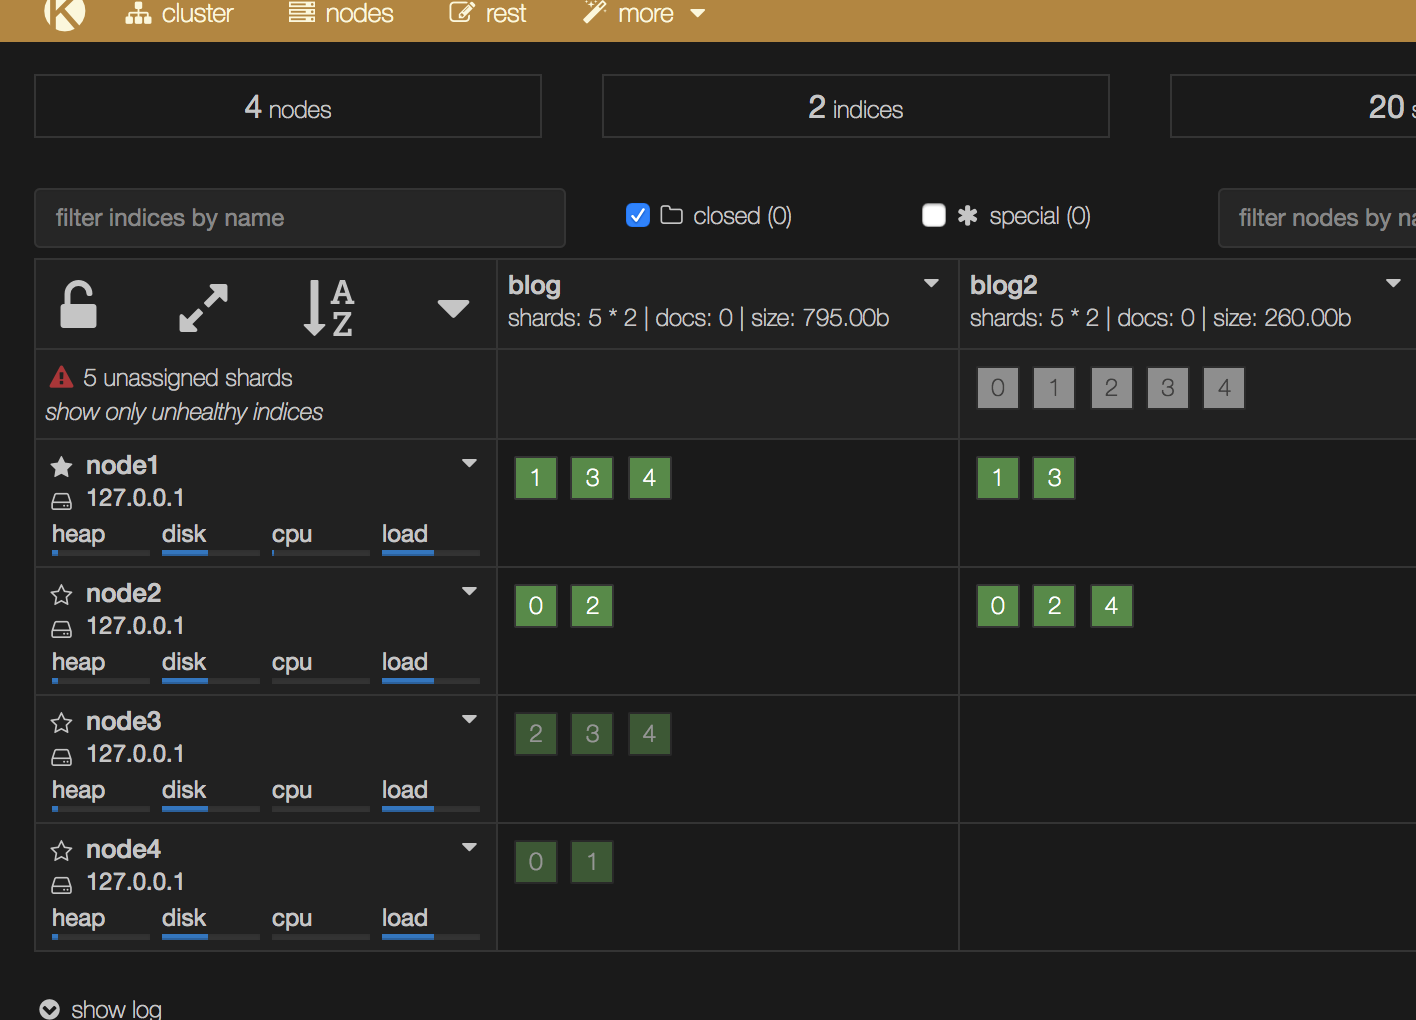 K cluster nodes rest more
4 nodes 2 indices 20
filter indices by name closed (0) special (0) filter nodes by
A
Z
blog blog2
shards: 5 * 2 | docs: 0 | size: 795.00b shards: 5 * 2 | docs: 0 | size: 260.00b
5 unassigned shards 0 1 2 3 4
show only unhealthy indices
node1 1 3 4 1 3
127.0.0.1
heap disk cpu load
node2 0 2 0 2 4
127.0.0.1
heap disk cpu load
node3 2 3 4
127.0.0.1
heap disk cpu load
node4 0 1
127.0.0.1
heap disk cpu load
show log